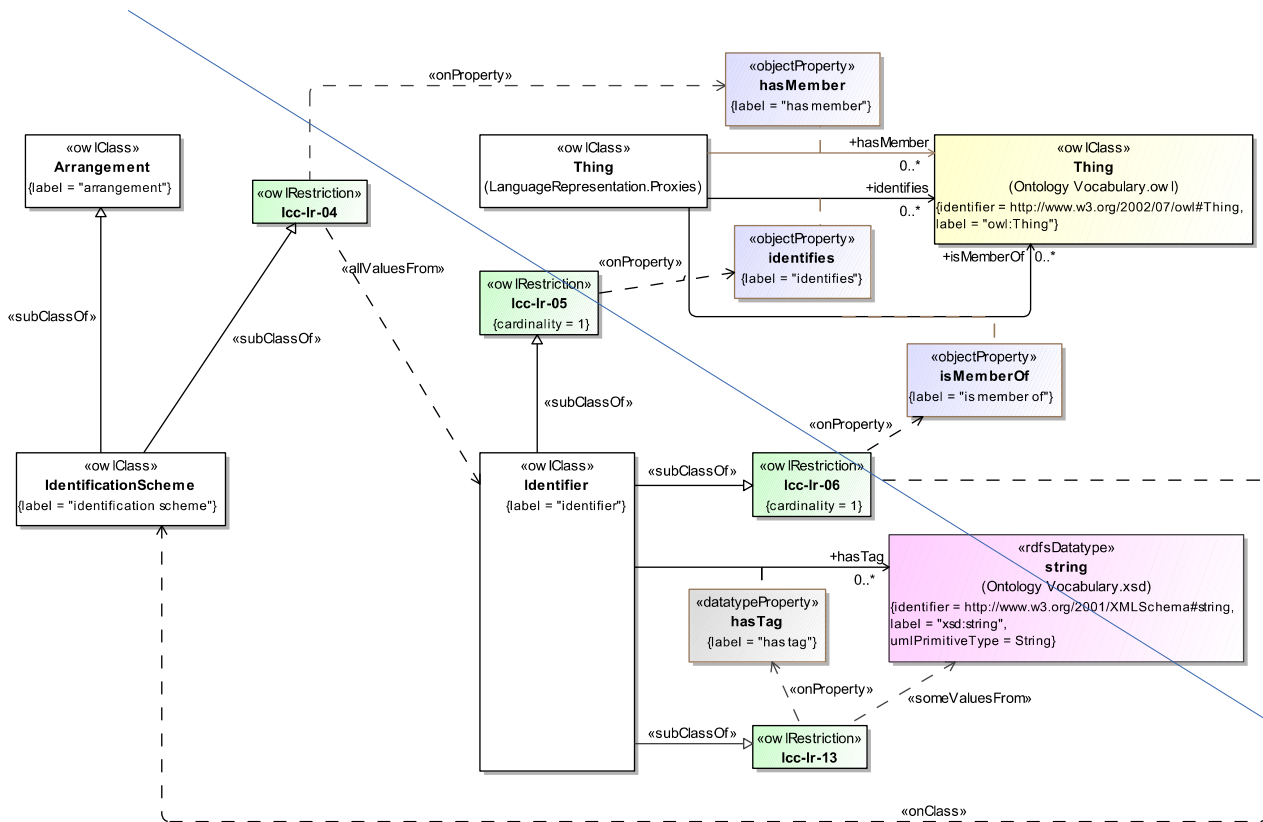 «onProperty»
«objectProperty»
hasMember
{label = "has member"}
«owlClass»
Arrangement
{label = "arrangement"}
«owlRestriction»
lcc-lr-04
«owlClass»
Thing
(LanguageRepresentation.Proxies)
+hasMember
0..*
+identifies
0..*
«owlClass»
Thing
(Ontology Vocabulary.owl)
{identifier = http://www.w3.org/2002/07/owl#Thing,
label = "owl:Thing"}
+isMemberOf
0..*
«allValuesFrom»
«onProperty»
«objectProperty»
identifies
{label = "identifies"}
«owlRestriction»
lcc-lr-05
{cardinality = 1}
«subClassOf»
«subClassOf»
«objectProperty»
isMemberOf
{label = "is member of"}
«subClassOf»
«onProperty»
«owlClass»
IdentificationScheme
{label = "identification scheme"}
«owlClass»
Identifier
{label = "identifier"}
«subClassOf»
«owlRestriction»
lcc-lr-06
{cardinality = 1}
+hasTag
0..*
«rdfsDatatype»
string
(Ontology Vocabulary.xsd)
{identifier = http://www.w3.org/2001/XMLSchema#string,
label = "xsd:string",
umlPrimitiveType = String}
«datatypeProperty»
hasTag
{label = "has tag"}
«onProperty»
«someValuesFrom»
«subClassOf»
«owlRestriction»
lcc-lr-13
«onClass»